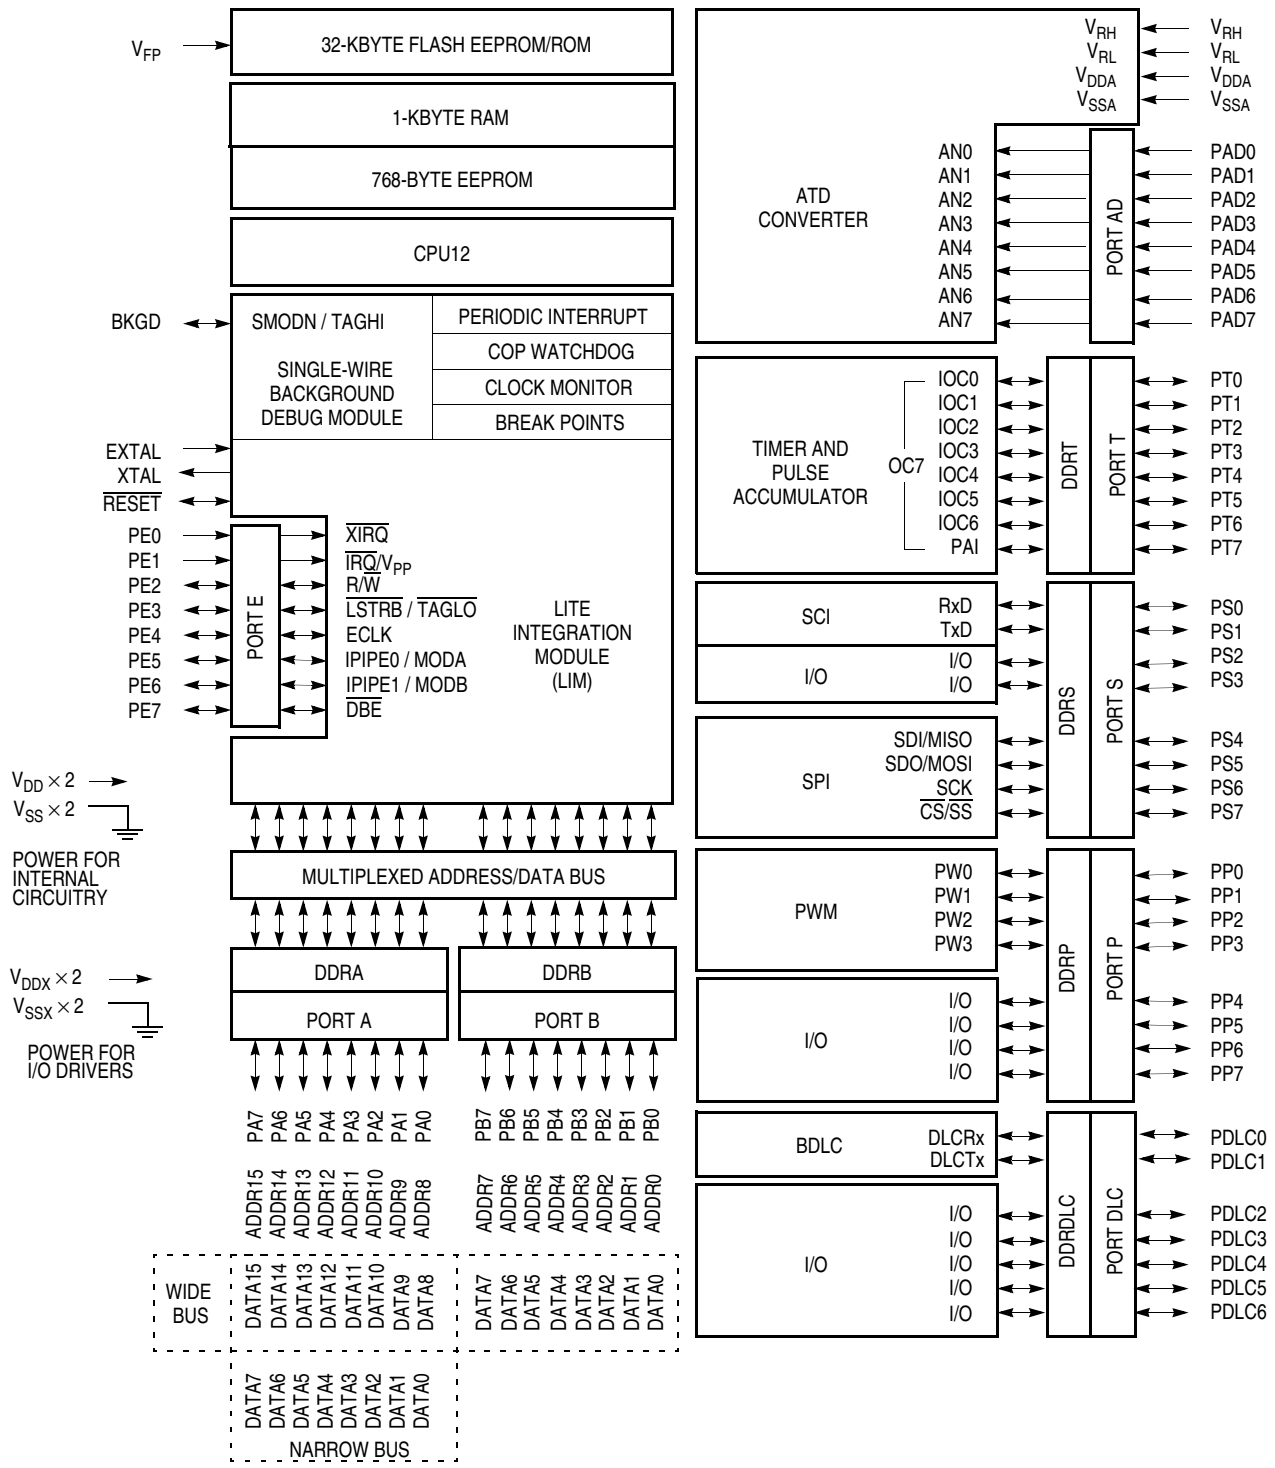 V_FP
32-KBYTE FLASH EEPROM/ROM
1-KBYTE RAM
768-BYTE EEPROM
CPU12
BKGD
SMODN / TAGHI
SINGLE-WIRE
BACKGROUND
DEBUG MODULE
PERIODIC INTERRUPT
COP WATCHDOG
CLOCK MONITOR
BREAK POINTS
EXTAL
XTAL
RESET
PE0
PE1
PE2
PE3
PE4
PE5
PE6
PE7
PORT E
XIRQ
IRQ/V_PP
R/W
LSTRB / TAGLO
ECLK
IPIPE0 / MODA
IPIPE1 / MODB
DBE
LITE
INTEGRATION
MODULE
(LIM)
V_DD × 2
V_SS × 2
POWER FOR
INTERNAL
CIRCUITRY
MULTIPLEXED ADDRESS/DATA BUS
V_DDX × 2
V_SSX × 2
POWER FOR
I/O DRIVERS
DDRA
PORT A
DDRB
PORT B
PA7 PA6 PA5 PA4 PA3 PA2 PA1 PA0
PB7 PB6 PB5 PB4 PB3 PB2 PB1 PB0
ADDR15 ADDR14 ADDR13 ADDR12 ADDR11 ADDR10 ADDR9 ADDR8
ADDR7 ADDR6 ADDR5 ADDR4 ADDR3 ADDR2 ADDR1 ADDR0
WIDE
BUS
DATA15 DATA14 DATA13 DATA12 DATA11 DATA10 DATA9 DATA8
DATA7 DATA6 DATA5 DATA4 DATA3 DATA2 DATA1 DATA0
DATA7 DATA6 DATA5 DATA4 DATA3 DATA2 DATA1 DATA0
NARROW BUS
V_RH V_RH
V_RL V_RL
V_DDA V_DDA
V_SSA V_SSA
ATD
CONVERTER
AN0
AN1
AN2
AN3
AN4
AN5
AN6
AN7
PORT AD
PAD0
PAD1
PAD2
PAD3
PAD4
PAD5
PAD6
PAD7
TIMER AND
PULSE
ACCUMULATOR
OC7
IOC0
IOC1
IOC2
IOC3
IOC4
IOC5
IOC6
PAI
DDRT
PORT T
PT0
PT1
PT2
PT3
PT4
PT5
PT6
PT7
SCI
RxD
TxD
I/O
I/O
I/O
SPI
SDI/MISO
SDO/MOSI
SCK
CS/SS
DDRS
PORT S
PS0
PS1
PS2
PS3
PS4
PS5
PS6
PS7
PWM
PW0
PW1
PW2
PW3
I/O
I/O
I/O
I/O
I/O
DDRP
PORT P
PP0
PP1
PP2
PP3
PP4
PP5
PP6
PP7
BDLC
DLCRx
DLCTx
I/O
I/O
I/O
I/O
I/O
I/O
DDRDLC
PORT DLC
PDLC0
PDLC1
PDLC2
PDLC3
PDLC4
PDLC5
PDLC6